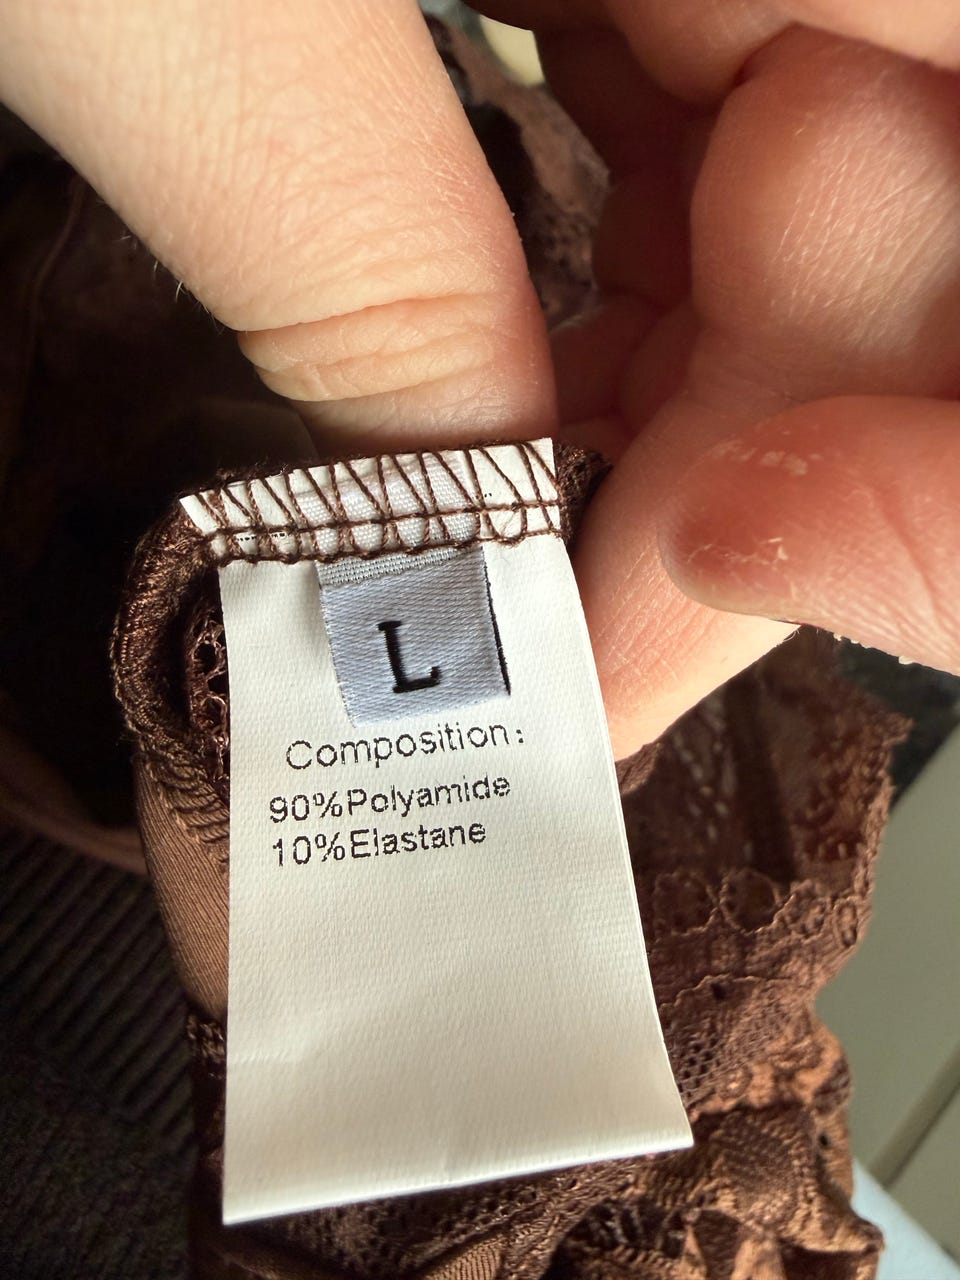 L
Composition:
90%Polyamide
10%Elastane